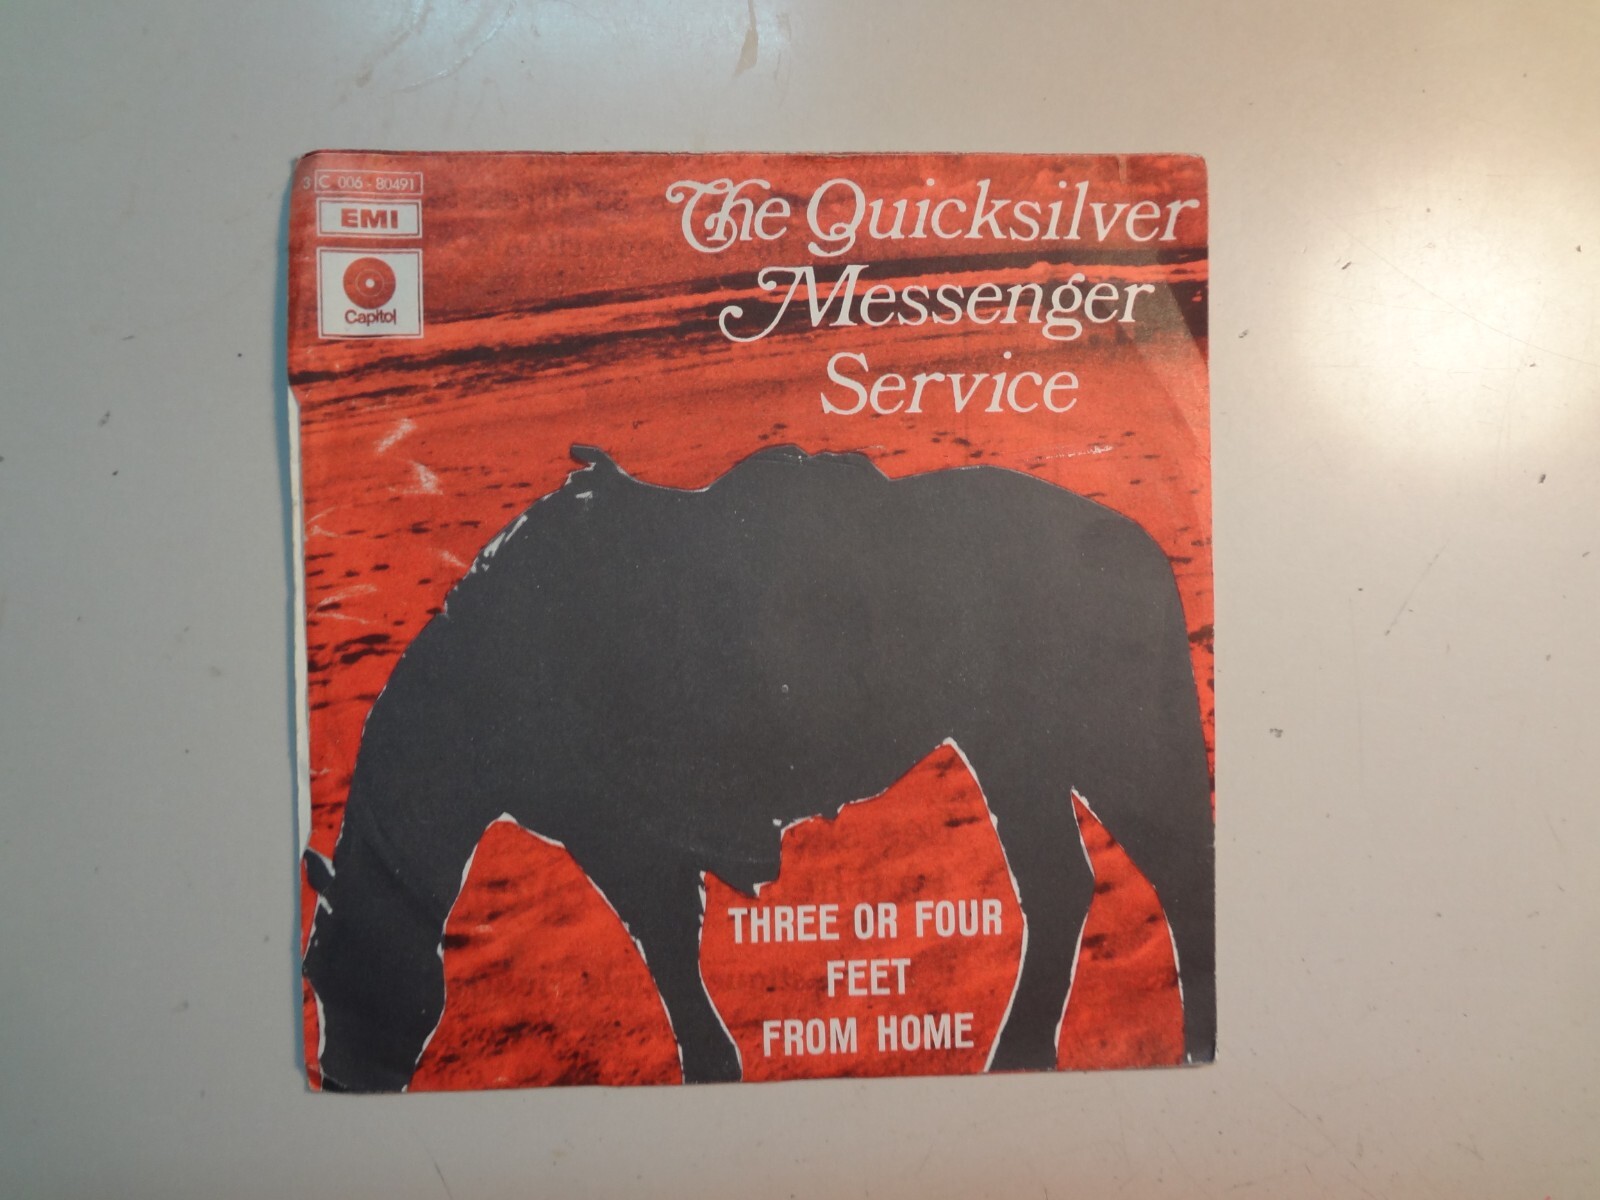 3 C 006 - 80491
EMI
Capitol
The Quicksilver
Messenger
Service
THREE OR FOUR
FEET
FROM HOME